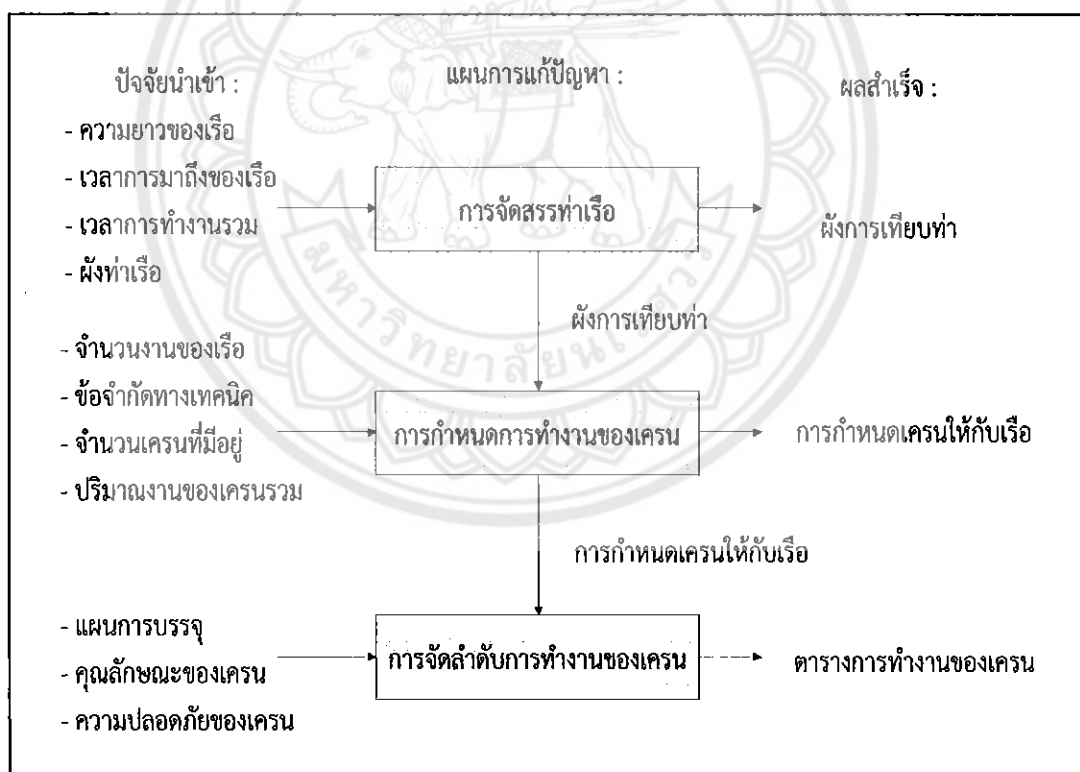 ปัจจัยนำเข้า :
แผนการแก้ปัญหา :
ผลสำเร็จ :
- ความยาวของเรือ
- เวลาการมาถึงของเรือ
- เวลาการทำงานรวม
- ผังท่าเรือ
การจัดสรรท่าเรือ
ผังการเทียบท่า
ผังการเทียบท่า
- จำนวนงานของเรือ
- ข้อจำกัดทางเทคนิค
- จำนวนเครนที่มีอยู่
- ปริมาณงานของเครนรวม
การกำหนดการทำงานของเครน
การกำหนดเครนให้กับเรือ
การกำหนดเครนให้กับเรือ
- แผนการบรรจุ
- คุณลักษณะของเครน
- ความปลอดภัยของเครน
การจัดลำดับการทำงานของเครน
ตารางการทำงานของเครน
มหาวิทยาลัยนเรศวร